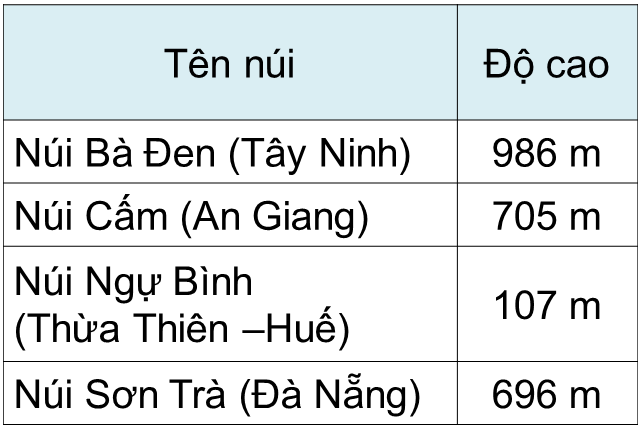 Tên núi
Độ cao
Núi Bà Đen (Tây Ninh)
986 m
Núi Cấm (An Giang)
705 m
Núi Ngự Bình
(Thừa Thiên –Huế)
107 m
Núi Sơn Trà (Đà Nẵng)
696 m